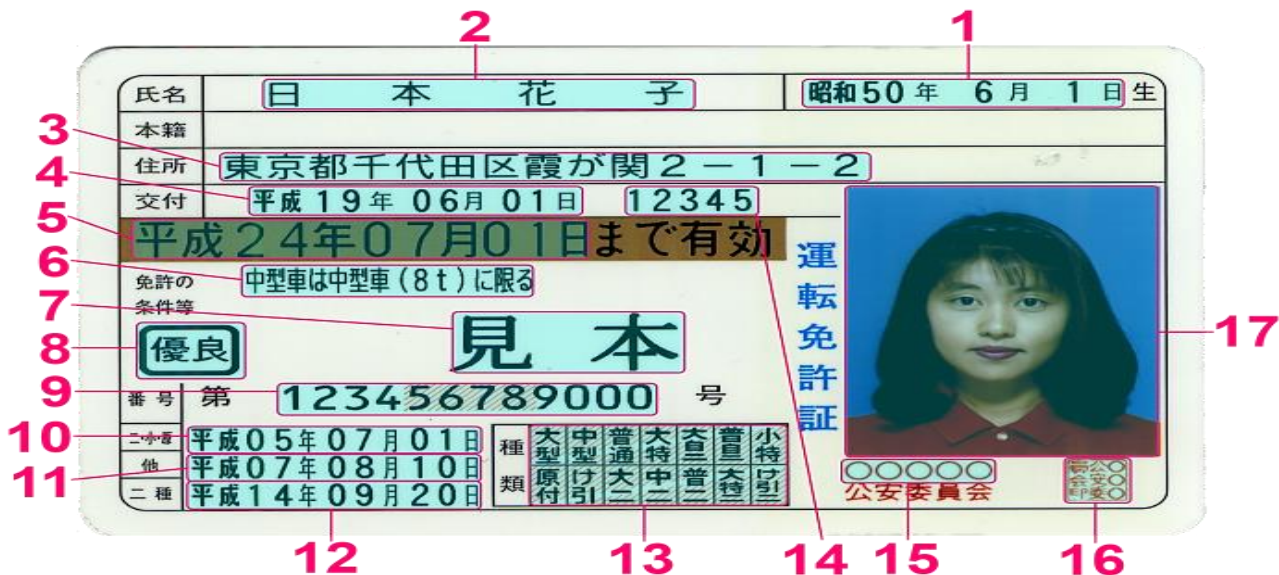 2 1
氏名 日本花子 昭和50年 6月 1日生
本籍
3 住所 東京都千代田区霞が関2-1-2
4 交付 平成19年06月01日 12345
5 平成24年07月01日まで有効
6 免許の 中型車は中型車(8t)に限る
条件等
7 見本
8 優良
9 番号 第 123456789000 号
10 二・小・原 平成05年07月01日
11 他 平成07年08月10日
二種 平成14年09月20日
種類 大型 中型 普通 大特 大自二 普自二 小特
原付 け引 大二 中二 普二 大特二 け引二
運転免許証
17
○○○○○
公安委員会
公安委員会印
12 13 14 15 16